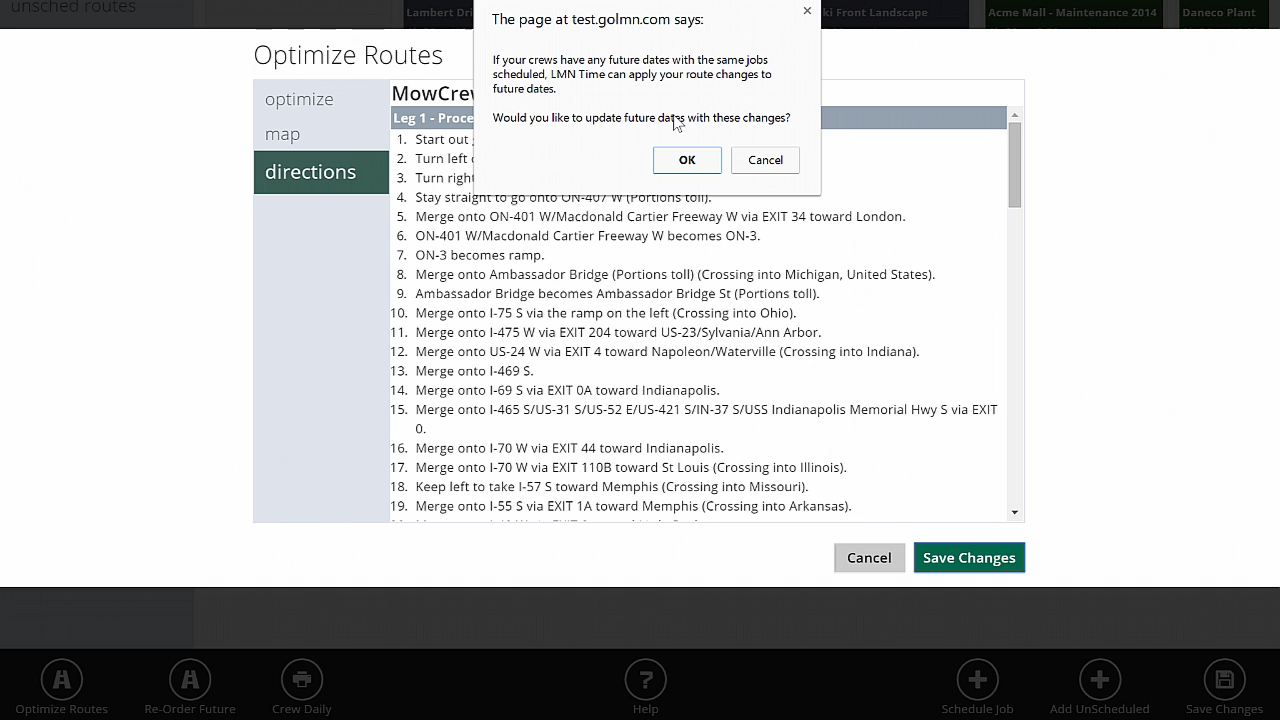 unsched routes
Lambert Dri
ki Front Landscape
Acme Mall - Maintenance 2014
Daneco Plant
The page at test.golmn.com says:
If your crews have any future dates with the same jobs
scheduled, LMN Time can apply your route changes to
future dates.
Would you like to update future dates with these changes?
OK
Cancel
Optimize Routes
optimize
map
directions
MowCrew
Leg 1 - Proce
1. Start out
2. Turn left
3. Turn right
4. Stay straight to go onto ON-407 W (Portions toll).
5. Merge onto ON-401 W/Macdonald Cartier Freeway W via EXIT 34 toward London.
6. ON-401 W/Macdonald Cartier Freeway W becomes ON-3.
7. ON-3 becomes ramp.
8. Merge onto Ambassador Bridge (Portions toll) (Crossing into Michigan, United States).
9. Ambassador Bridge becomes Ambassador Bridge St (Portions toll).
10. Merge onto I-75 S via the ramp on the left (Crossing into Ohio).
11. Merge onto I-475 W via EXIT 204 toward US-23/Sylvania/Ann Arbor.
12. Merge onto US-24 W via EXIT 4 toward Napoleon/Waterville (Crossing into Indiana).
13. Merge onto I-469 S.
14. Merge onto I-69 S via EXIT 0A toward Indianapolis.
15. Merge onto I-465 S/US-31 S/US-52 E/US-421 S/IN-37 S/USS Indianapolis Memorial Hwy S via EXIT
0.
16. Merge onto I-70 W via EXIT 44 toward Indianapolis.
17. Merge onto I-70 W via EXIT 110B toward St Louis (Crossing into Illinois).
18. Keep left to take I-57 S toward Memphis (Crossing into Missouri).
19. Merge onto I-55 S via EXIT 1A toward Memphis (Crossing into Arkansas).
Cancel
Save Changes
Optimize Routes
Re-Order Future
Crew Daily
Help
Schedule Job
Add UnScheduled
Save Changes